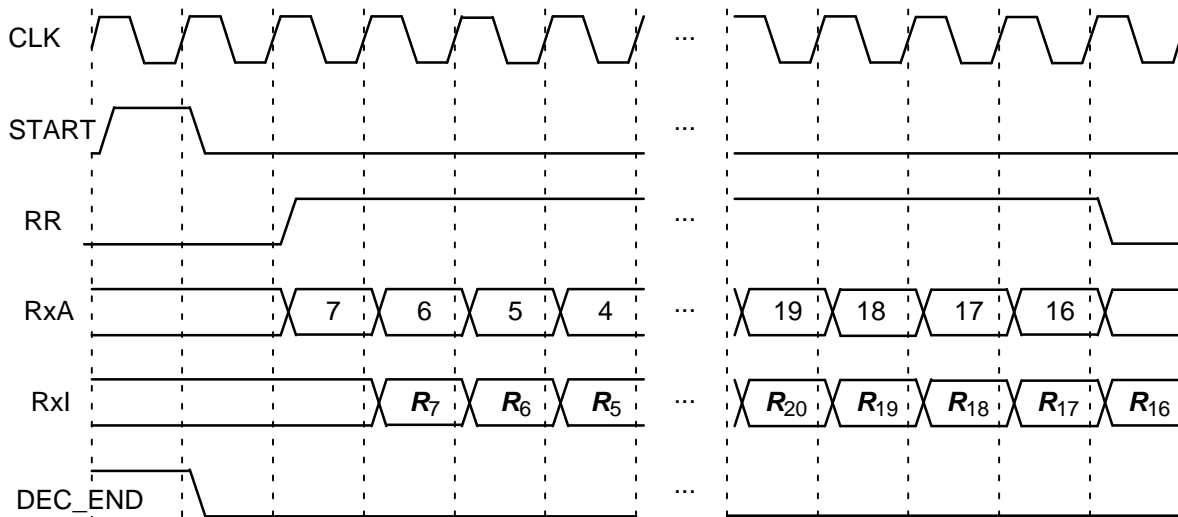 CLK ...
START ...
RR ...
RxA 7 6 5 4 ... 19 18 17 16
RxI R7 R6 R5 ... R20 R19 R18 R17 R16
DEC_END ...